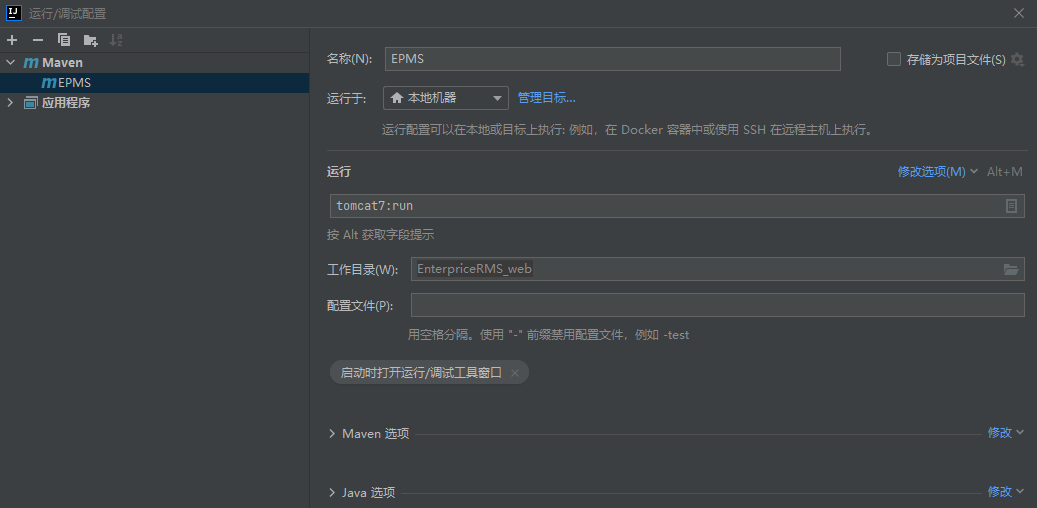 运行/调试配置
Maven
EPMS
应用程序
名称(N): EPMS 存储为项目文件(S)
运行于: 本地机器 管理目标...
运行配置可以在本地或目标上执行: 例如，在 Docker 容器中或使用 SSH 在远程主机上执行。
运行 修改选项(M) Alt+M
tomcat7:run
按 Alt 获取字段提示
工作目录(W): EnterpriceRMS_web
配置文件(P):
用空格分隔。使用 "-" 前缀禁用配置文件，例如 -test
启动时打开运行/调试工具窗口
Maven 选项 修改
Java 选项 修改